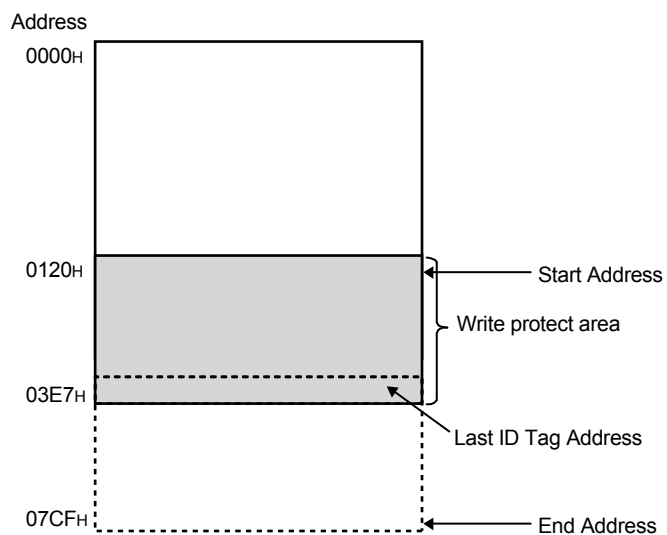 Address
0000H
0120H
Start Address
Write protect area
03E7H
Last ID Tag Address
07CFH
End Address